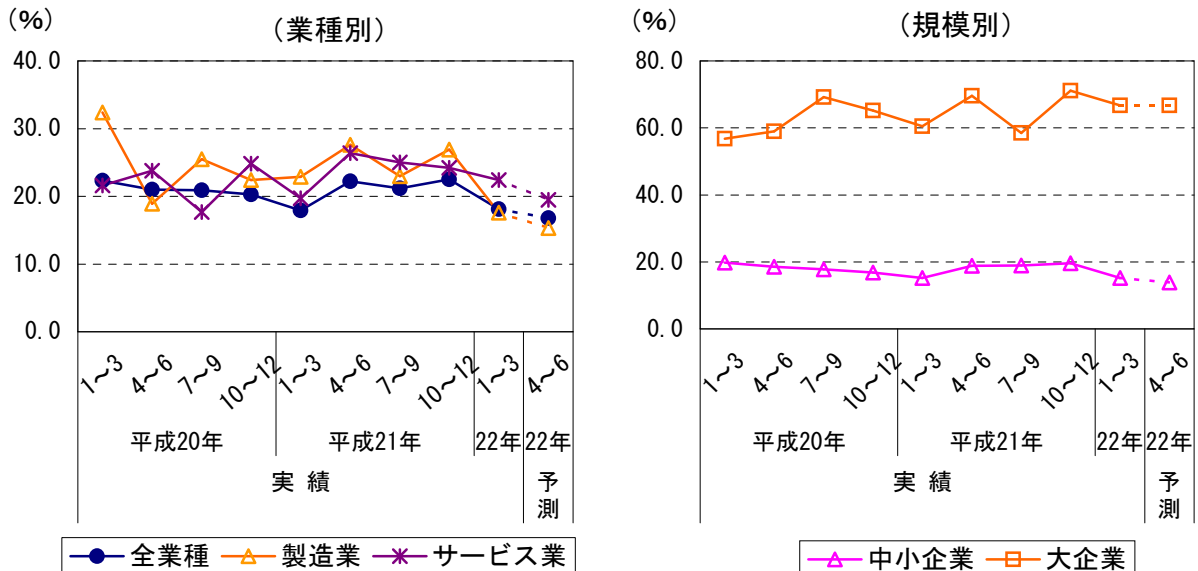 (%)
(業種別)
40.0
30.0
20.0
10.0
0.0
1～3
4～6
7～9
10～12
1～3
4～6
7～9
10～12
1～3
4～6
平成20年
平成21年
22年
22年
実 績
予測
全業種
製造業
サービス業
(%)
(規模別)
80.0
60.0
40.0
20.0
0.0
1～3
4～6
7～9
10～12
1～3
4～6
7～9
10～12
1～3
4～6
平成20年
平成21年
22年
22年
実 績
予測
中小企業
大企業